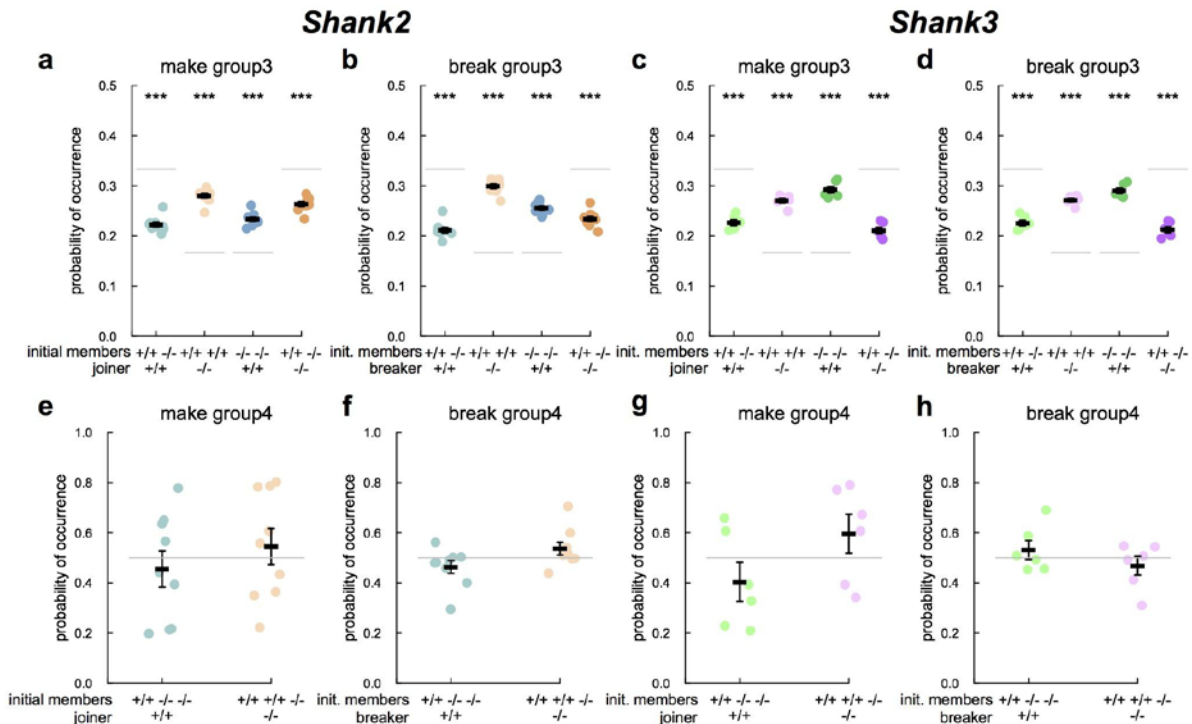 Shank2 Shank3
a make group3 b break group3 c make group3 d break group3
probability of occurrence
0.5
0.4
0.3
0.2
0.1
0.0
*** *** *** ***
initial members +/+ -/- +/+ +/+ -/- -/- +/+ -/-
joiner +/+ -/- +/+ -/-
probability of occurrence
0.5
0.4
0.3
0.2
0.1
0.0
*** *** *** ***
init. members +/+ -/- +/+ +/+ -/- -/- +/+ -/-
breaker +/+ -/- +/+ -/-
probability of occurrence
0.5
0.4
0.3
0.2
0.1
0.0
*** *** *** ***
init. members +/+ -/- +/+ +/+ -/- -/- +/+ -/-
joiner +/+ -/- +/+ -/-
probability of occurrence
0.5
0.4
0.3
0.2
0.1
0.0
*** *** *** ***
init. members +/+ -/- +/+ +/+ -/- -/- +/+ -/-
breaker +/+ -/- +/+ -/-
e make group4 f break group4 g make group4 h break group4
probability of occurrence
1.0
0.8
0.6
0.4
0.2
0.0
initial members +/+ -/- -/- +/+ +/+ -/-
joiner +/+ -/-
probability of occurrence
1.0
0.8
0.6
0.4
0.2
0.0
init. members +/+ -/- -/- +/+ +/+ -/-
breaker +/+ -/-
probability of occurrence
1.0
0.8
0.6
0.4
0.2
0.0
init. members +/+ -/- -/- +/+ +/+ -/-
joiner +/+ -/-
probability of occurrence
1.0
0.8
0.6
0.4
0.2
0.0
init. members +/+ -/- -/- +/+ +/+ -/-
breaker +/+ -/-